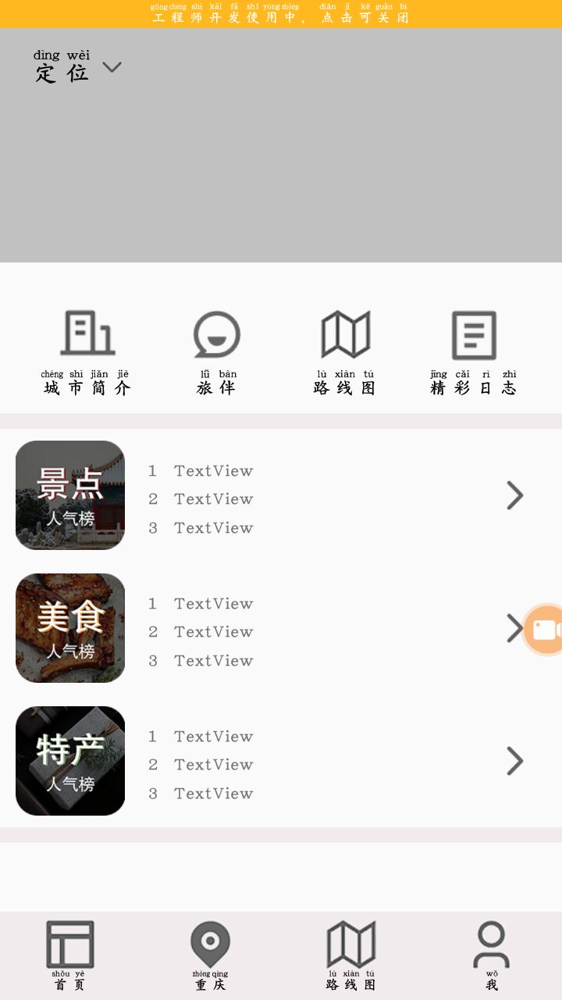 gōng chéng shī kāi fā shǐ yòng zhōng diǎn jī kě guān bì
工程师开发使用中，点击可关闭
dìng wèi
定位
chéng shì jiǎn jiè
城市简介
lǚ bàn
旅伴
lù xiàn tú
路线图
jīng cǎi rì zhì
精彩日志
景点
人气榜
1 TextView
2 TextView
3 TextView
美食
人气榜
1 TextView
2 TextView
3 TextView
特产
人气榜
1 TextView
2 TextView
3 TextView
shǒu yè
首页
zhòng qìng
重庆
lù xiàn tú
路线图
wǒ
我